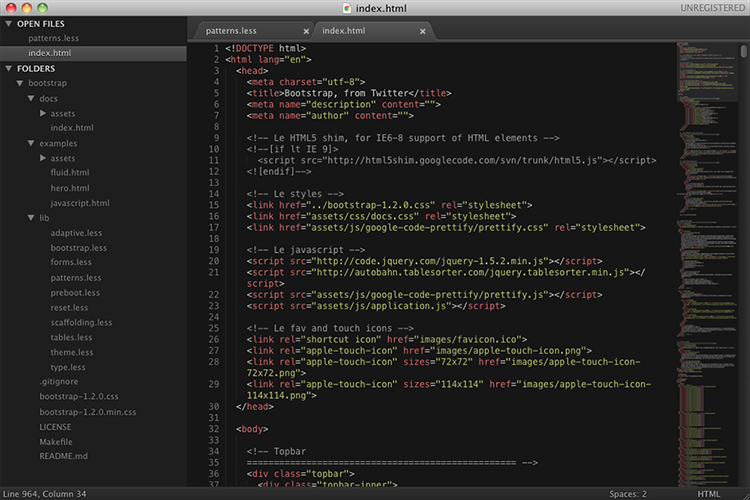 index.html
UNREGISTERED
OPEN FILES
patterns.less
index.html
FOLDERS
bootstrap
docs
assets
index.html
examples
assets
fluid.html
hero.html
javascript.html
lib
adaptive.less
bootstrap.less
forms.less
patterns.less
preboot.less
reset.less
scaffolding.less
tables.less
theme.less
type.less
.gitignore
bootstrap-1.2.0.css
bootstrap-1.2.0.min.css
LICENSE
Makefile
README.md
patterns.less × index.html ×
1 <!DOCTYPE html>
2 <html lang="en">
3 <head>
4 <meta charset="utf-8">
5 <title>Bootstrap, from Twitter</title>
6 <meta name="description" content="">
7 <meta name="author" content="">
8
9 <!-- Le HTML5 shim, for IE6-8 support of HTML elements -->
10 <!--[if lt IE 9]>
11 <script src="http://html5shim.googlecode.com/svn/trunk/html5.js"></script>
12 <![endif]-->
13
14 <!-- Le styles -->
15 <link href="../bootstrap-1.2.0.css" rel="stylesheet">
16 <link href="assets/css/docs.css" rel="stylesheet">
17 <link href="assets/js/google-code-prettify/prettify.css" rel="stylesheet">
18
19 <!-- Le javascript -->
20 <script src="http://code.jquery.com/jquery-1.5.2.min.js"></script>
21 <script src="http://autobahn.tablesorter.com/jquery.tablesorter.min.js"></
script>
22 <script src="assets/js/google-code-prettify/prettify.js"></script>
23 <script src="assets/js/application.js"></script>
24
25 <!-- Le fav and touch icons -->
26 <link rel="shortcut icon" href="images/favicon.ico">
27 <link rel="apple-touch-icon" href="images/apple-touch-icon.png">
28 <link rel="apple-touch-icon" sizes="72x72" href="images/apple-touch-icon-
72x72.png">
29 <link rel="apple-touch-icon" sizes="114x114" href="images/apple-touch-icon-
114x114.png">
30 </head>
31
32 <body>
33
34 <!-- Topbar
35 ================================================== -->
36 <div class="topbar">
37 <div class="topbar-inner">
Line 964, Column 34
Spaces: 2
HTML